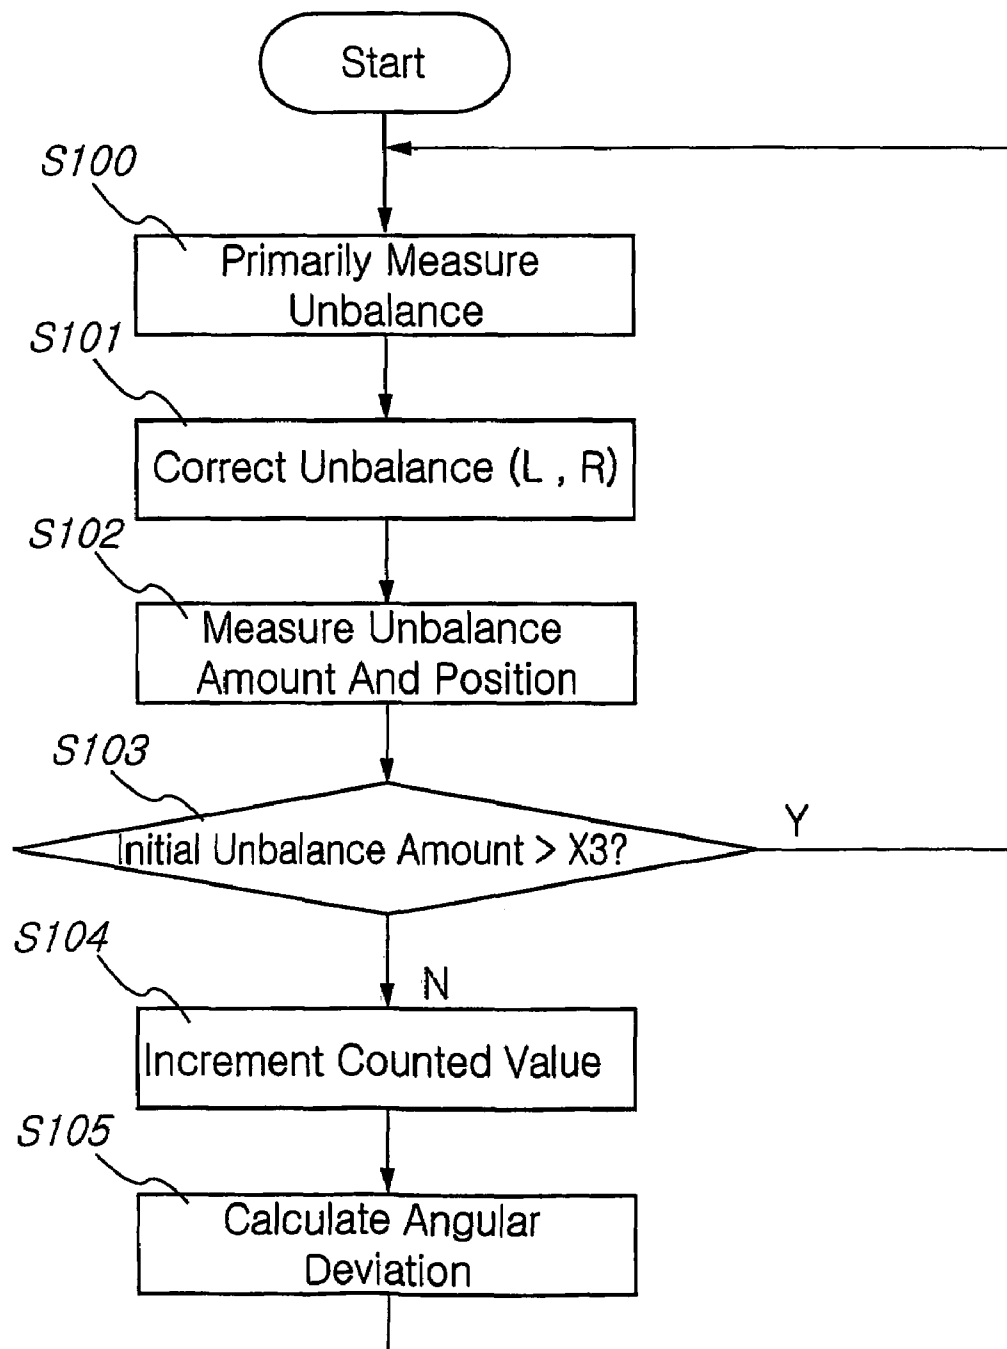 Start
S100
Primarily Measure
Unbalance
S101
Correct Unbalance (L , R)
S102
Measure Unbalance
Amount And Position
S103
Initial Unbalance Amount > X3?
Y
N
S104
Increment Counted Value
S105
Calculate Angular
Deviation